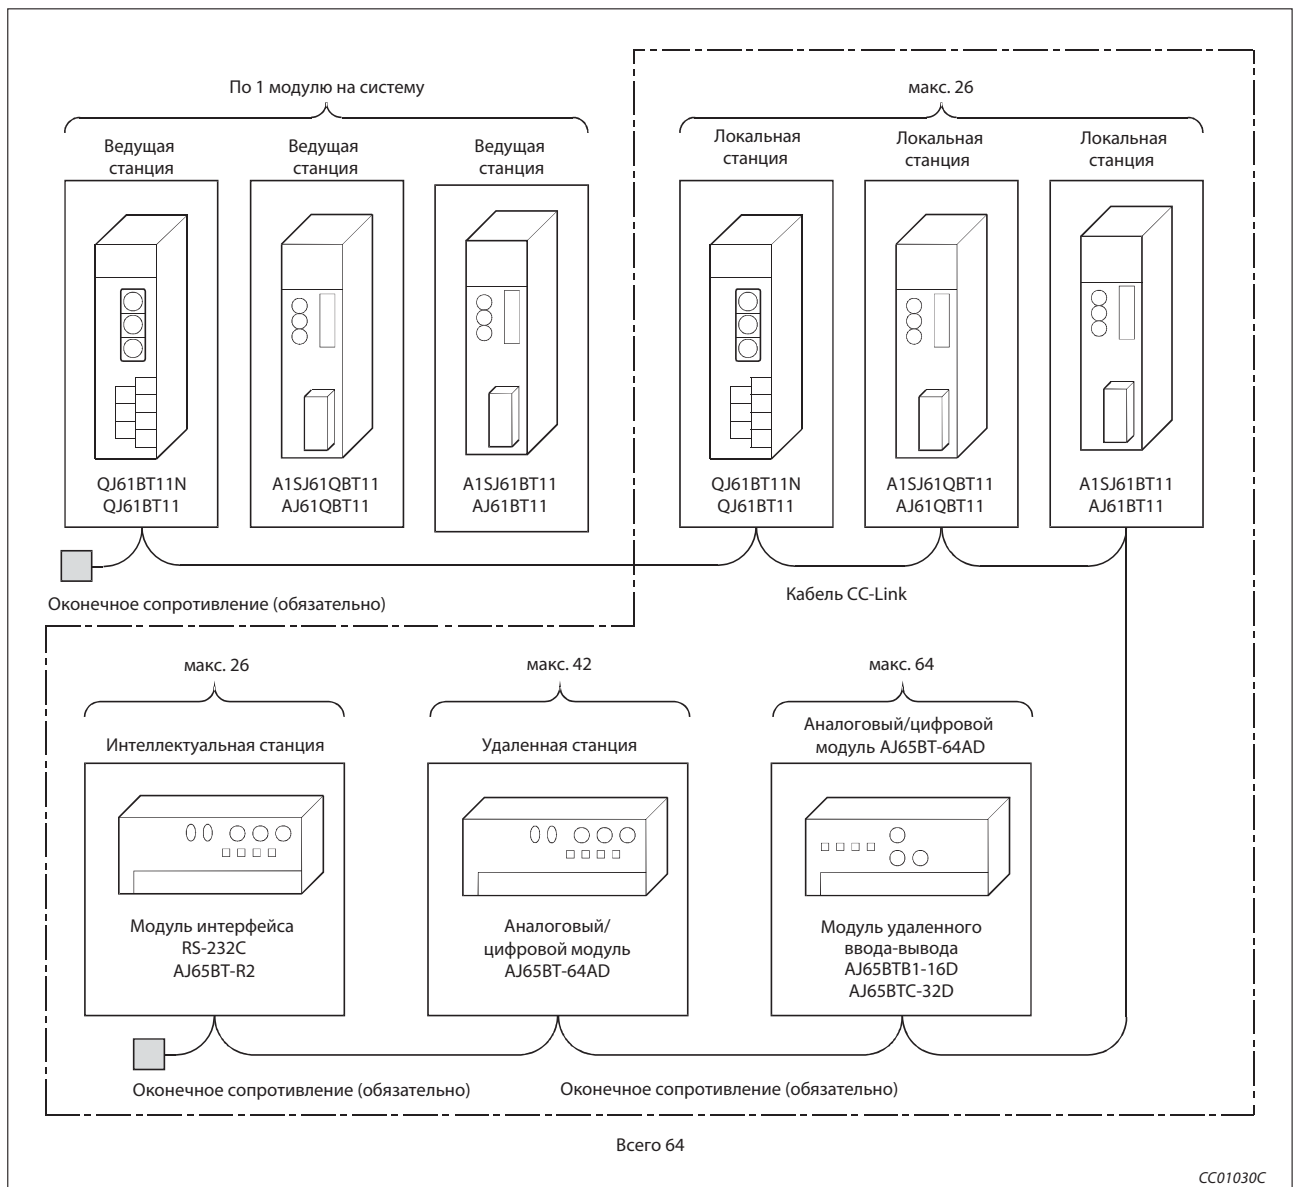 По 1 модулю на систему
макс. 26
Ведущая
станция
Ведущая
станция
Ведущая
станция
Локальная
станция
Локальная
станция
Локальная
станция
QJ61BT11N
QJ61BT11
A1SJ61QBT11
AJ61QBT11
A1SJ61BT11
AJ61BT11
QJ61BT11N
QJ61BT11
A1SJ61QBT11
AJ61QBT11
A1SJ61BT11
AJ61BT11
Оконечное сопротивление (обязательно)
Кабель CC-Link
макс. 26
макс. 42
макс. 64
Интеллектуальная станция
Удаленная станция
Аналоговый/цифровой
модуль AJ65BT-64AD
Модуль интерфейса
RS-232C
AJ65BT-R2
Аналоговый/
цифровой модуль
AJ65BT-64AD
Модуль удаленного
ввода-вывода
AJ65BTB1-16D
AJ65BTC-32D
Оконечное сопротивление (обязательно)
Оконечное сопротивление (обязательно)
Всего 64
CC01030C